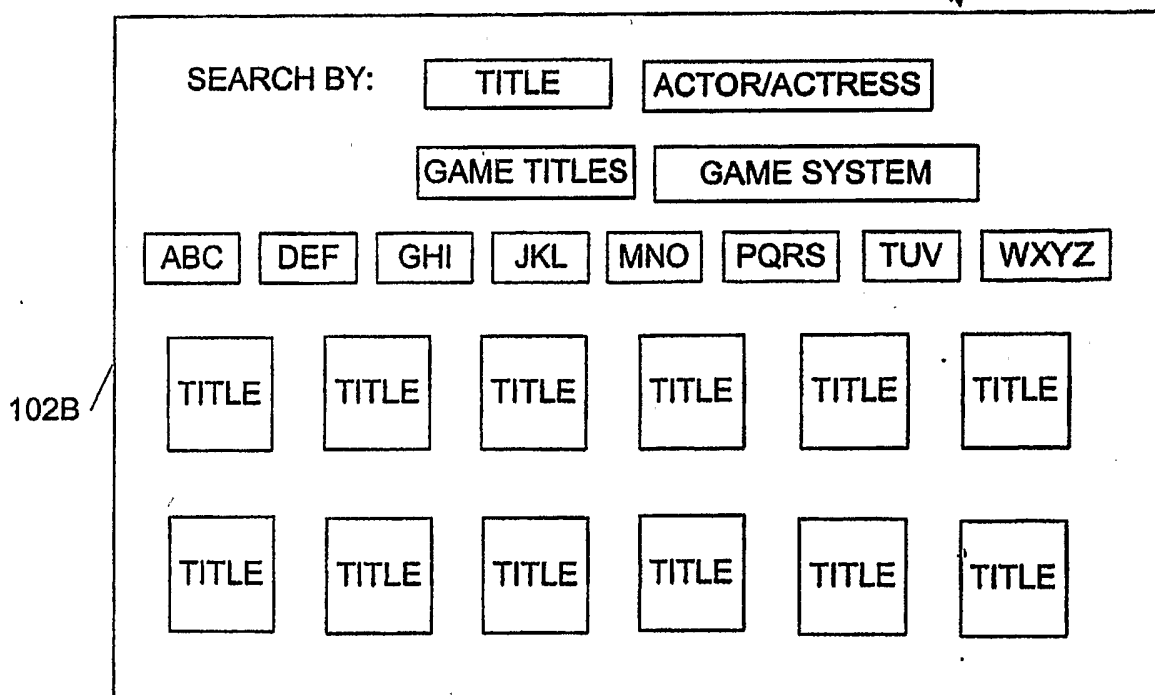 SEARCH BY: TITLE ACTOR/ACTRESS
GAME TITLES GAME SYSTEM
ABC DEF GHI JKL MNO PQRS TUV WXYZ
TITLE TITLE TITLE TITLE TITLE TITLE
102B
TITLE TITLE TITLE TITLE TITLE TITLE